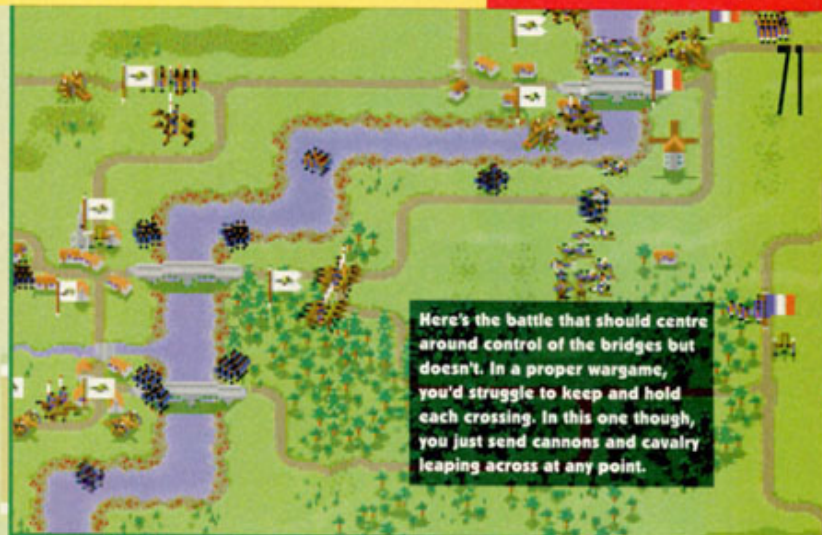 71
Here's the battle that should centre
around control of the bridges but
doesn't. In a proper wargame,
you'd struggle to keep and hold
each crossing. In this one though,
you just send cannons and cavalry
leaping across at any point.